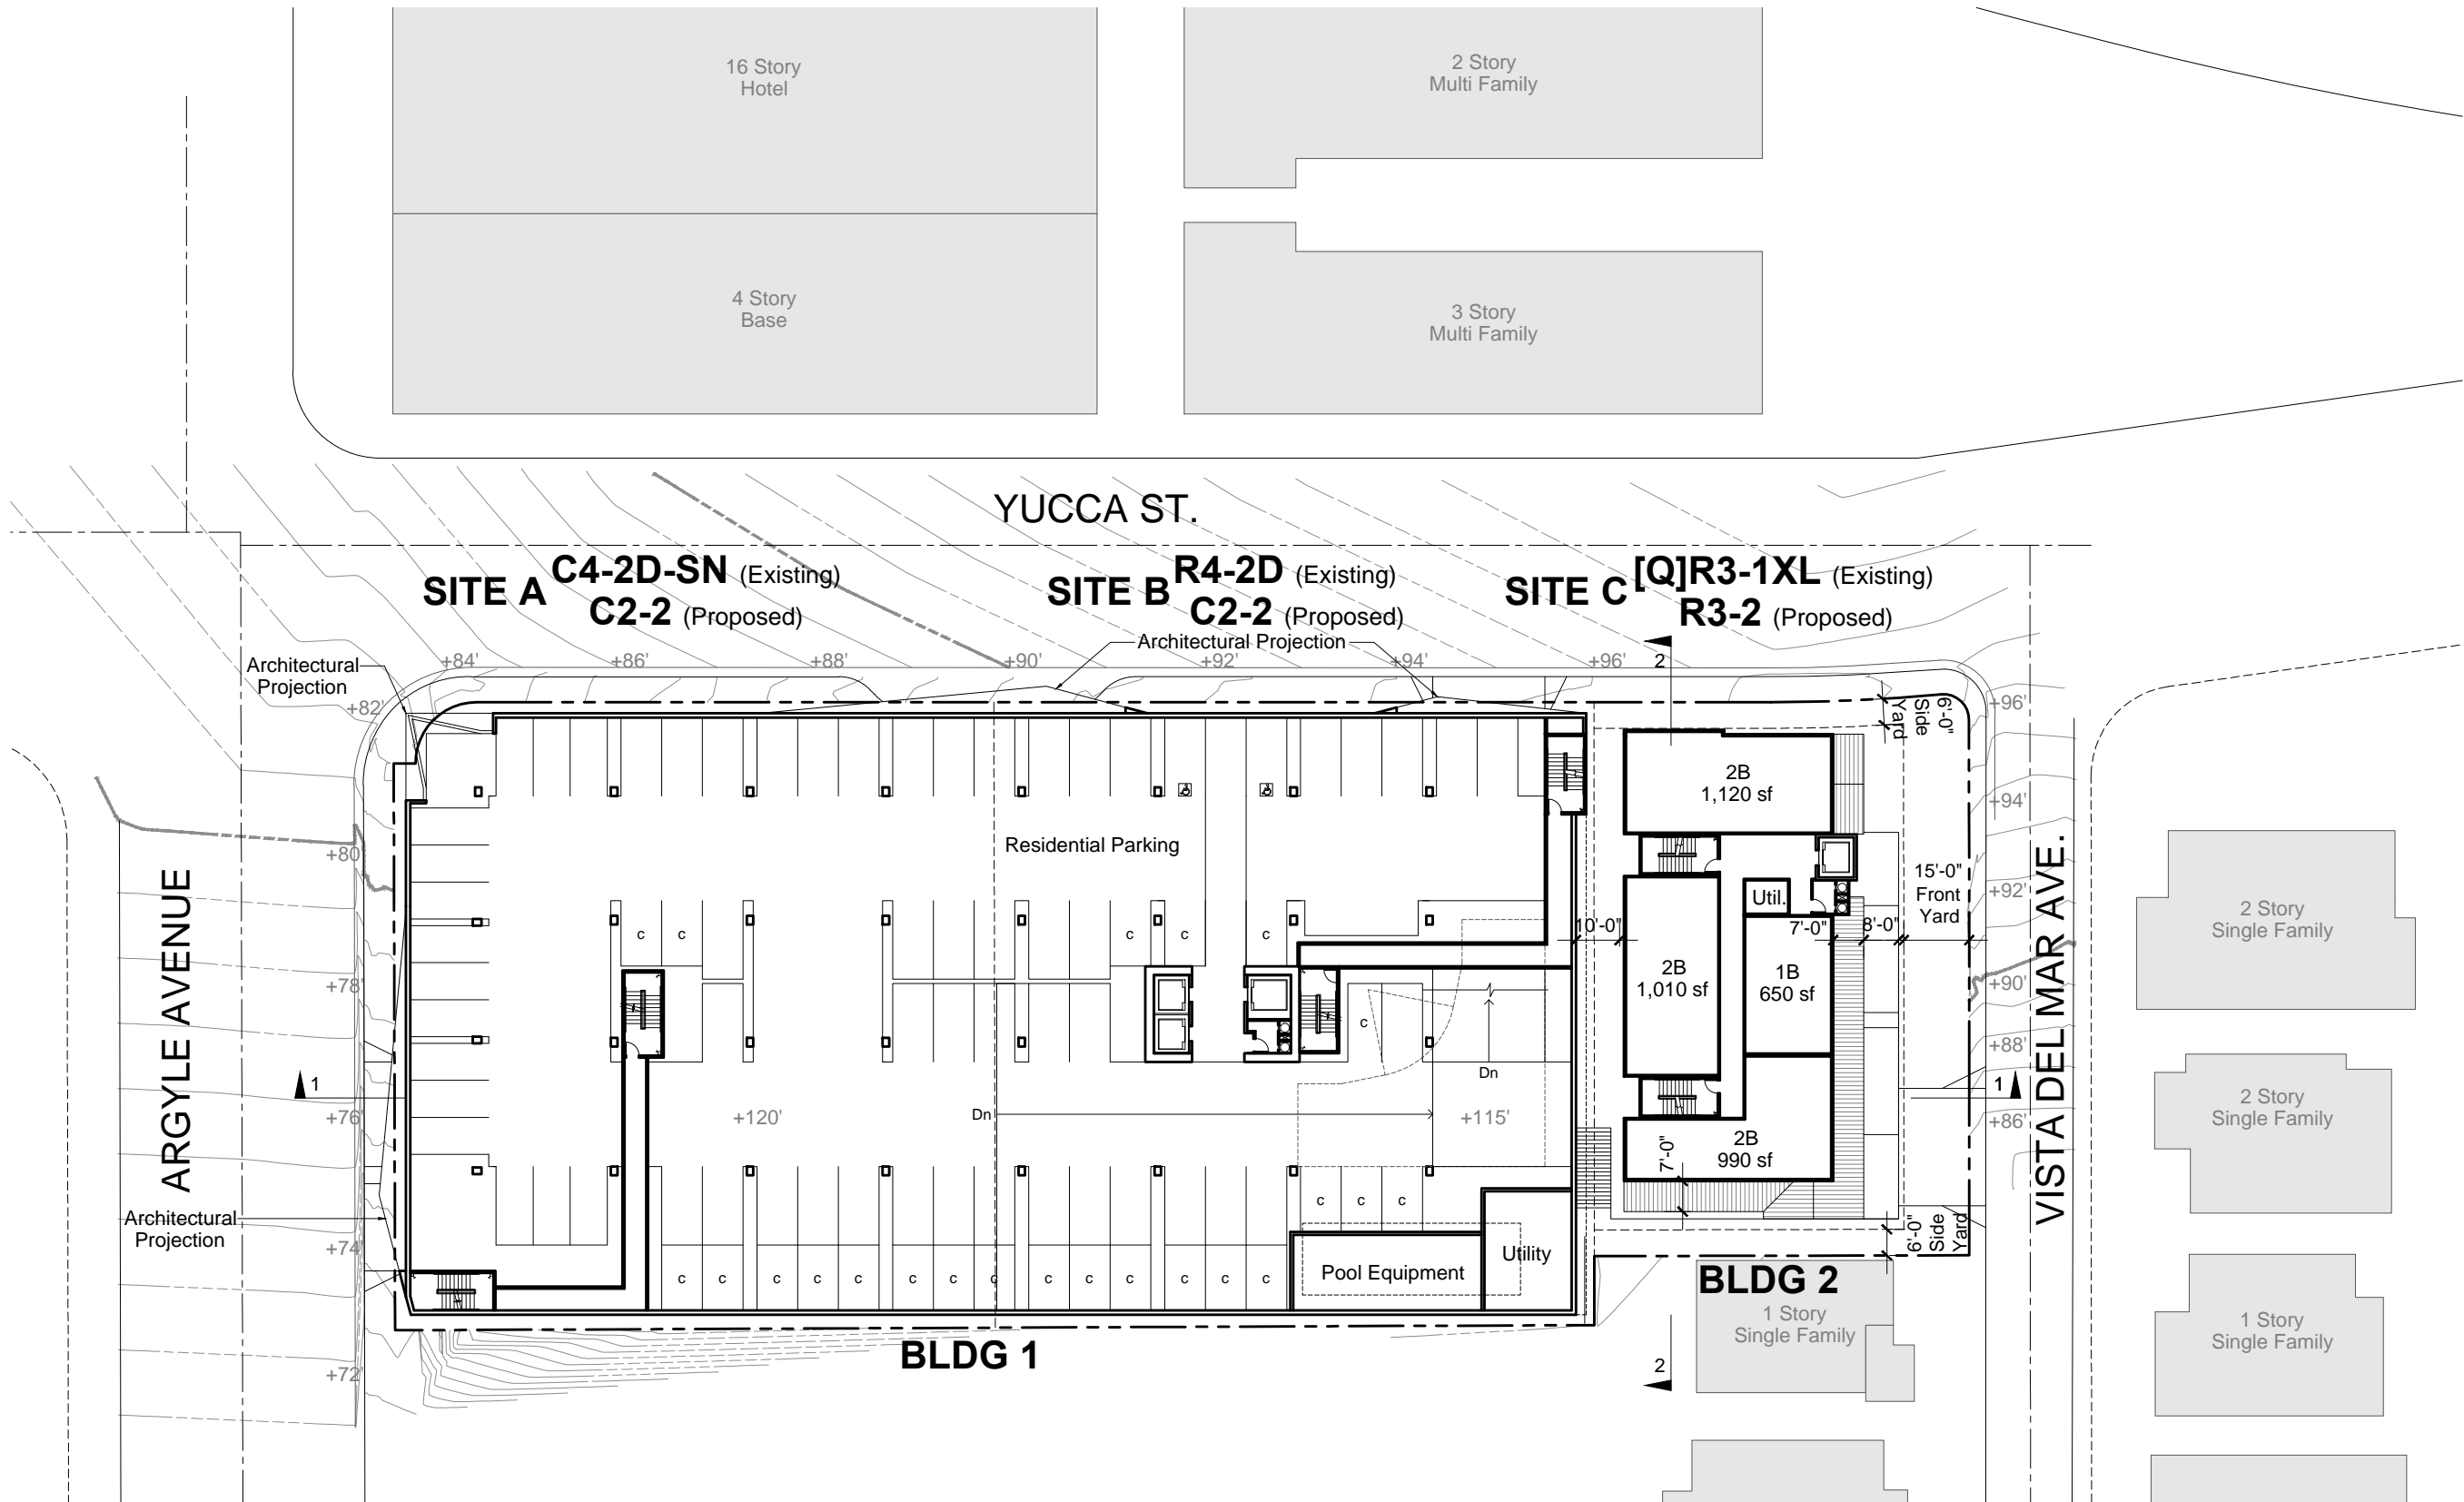 16 Story
Hotel
2 Story
Multi Family
4 Story
Base
3 Story
Multi Family
YUCCA ST.
SITE A
C4-2D-SN (Existing)
C2-2 (Proposed)
SITE B
R4-2D (Existing)
C2-2 (Proposed)
SITE C
[Q]R3-1XL (Existing)
R3-2 (Proposed)
Architectural Projection
Architectural
Projection
+84'
+86'
+88'
+90'
+92'
+94'
+96'
2
+82'
6'-0"
Side
Yard
+96'
2B
1,120 sf
+94'
Residential Parking
+80'
15'-0"
Front
Yard
+92'
Util.
10'-0"
7'-0"
8'-0"
c
c
c
c
c
ARGYLE AVENUE
VISTA DEL MAR AVE.
2 Story
Single Family
+78'
2B
1,010 sf
1B
650 sf
+90'
c
+88'
Dn
1
1
+76'
+120'
Dn
+115'
+86'
2 Story
Single Family
2B
990 sf
7'-0"
c
c
c
Architectural
Projection
+74'
6'-0"
Side
Yard
Utility
Pool Equipment
c
c
c
c
c
c
c
c
c
c
c
c
c
c
BLDG 2
1 Story
Single Family
1 Story
Single Family
BLDG 1
2
+72'